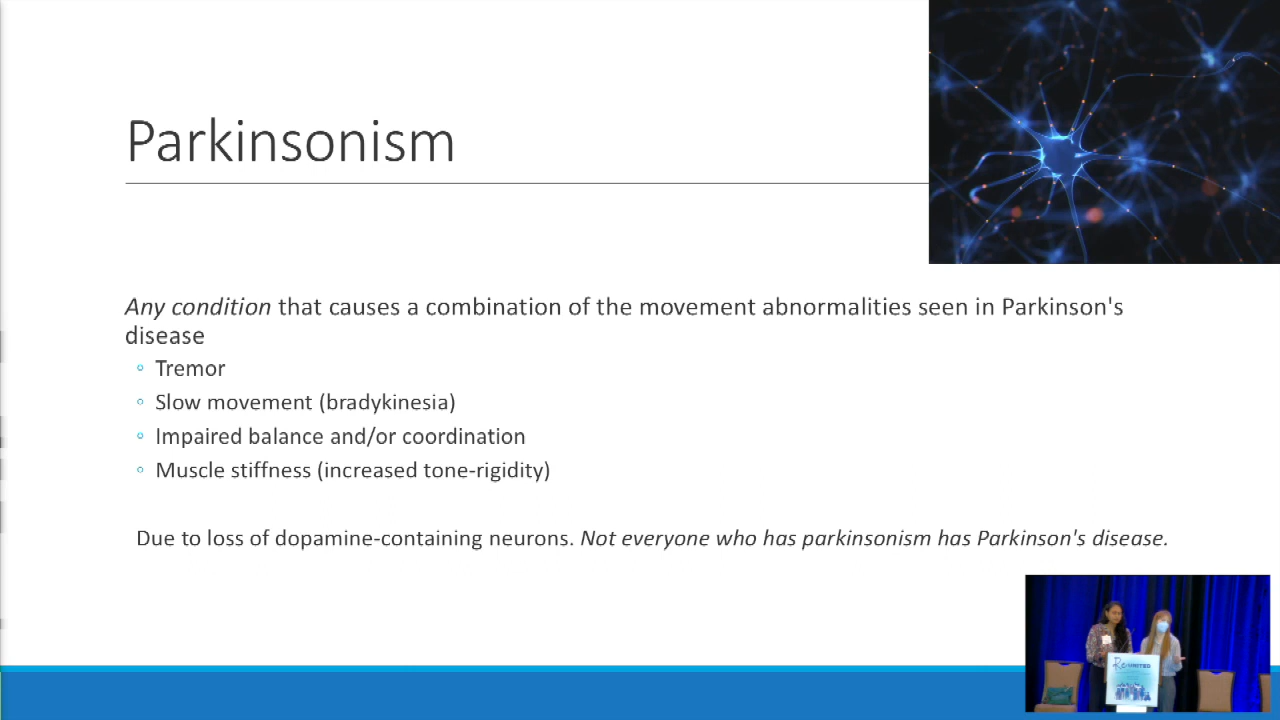 Parkinsonism
Any condition that causes a combination of the movement abnormalities seen in Parkinson's
disease
Tremor
Slow movement (bradykinesia)
Impaired balance and/or coordination
Muscle stiffness (increased tone-rigidity)
Due to loss of dopamine-containing neurons. Not everyone who has parkinsonism has Parkinson's disease.
Re-UNITED